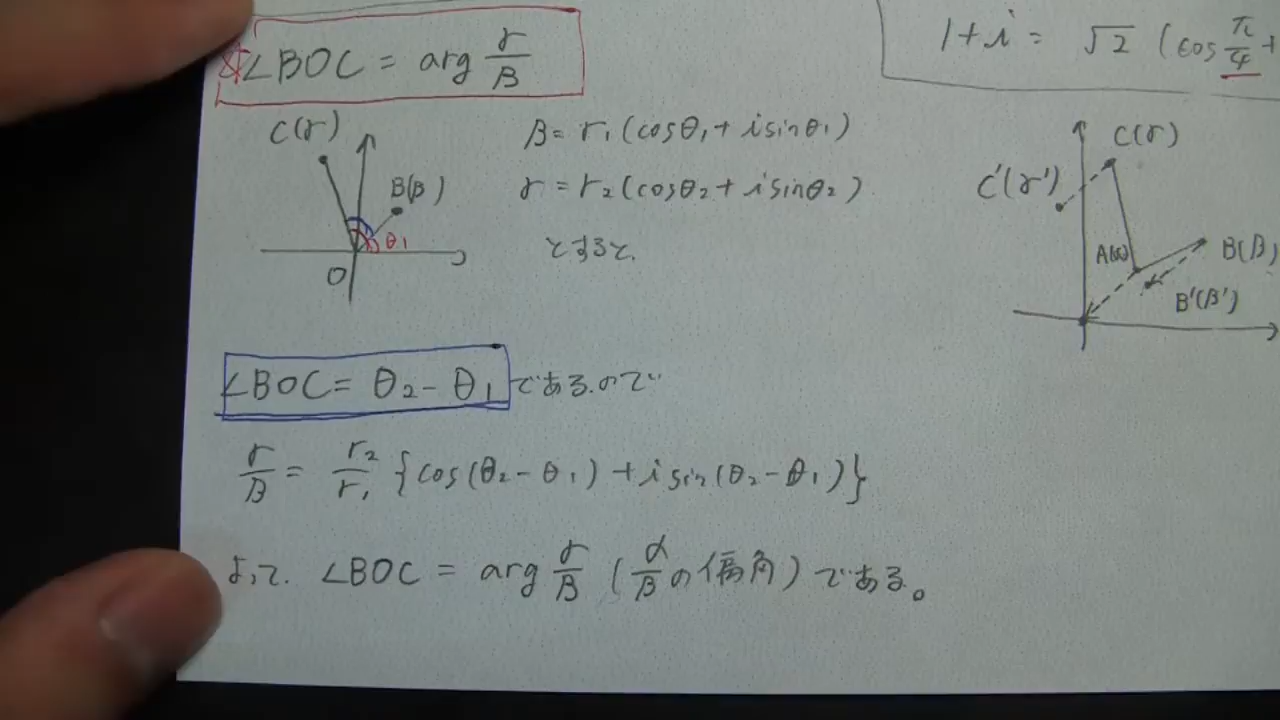 ∠BOC = arg γ/β
1+i = √2 (cos π/4 +
C(γ)
B(β)
θ1
O
β = r₁(cosθ₁ + i sinθ₁)
γ = r₂(cosθ₂ + i sinθ₂)
とすると、
C(γ)
C'(γ')
A(α)
B(β)
B'(β')
∠BOC = θ₂ - θ₁ であるので
γ/β = r₂/r₁ {cos(θ₂ - θ₁) + i sin(θ₂ - θ₁)}
よって、∠BOC = arg γ/β (α/βの偏角) である。